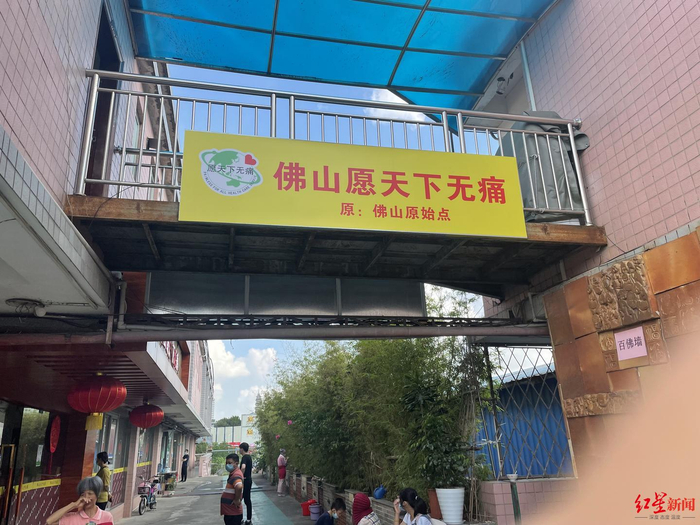 愿天下无痛
佛山愿天下无痛
原：佛山原始点
百佛墙
红星新闻